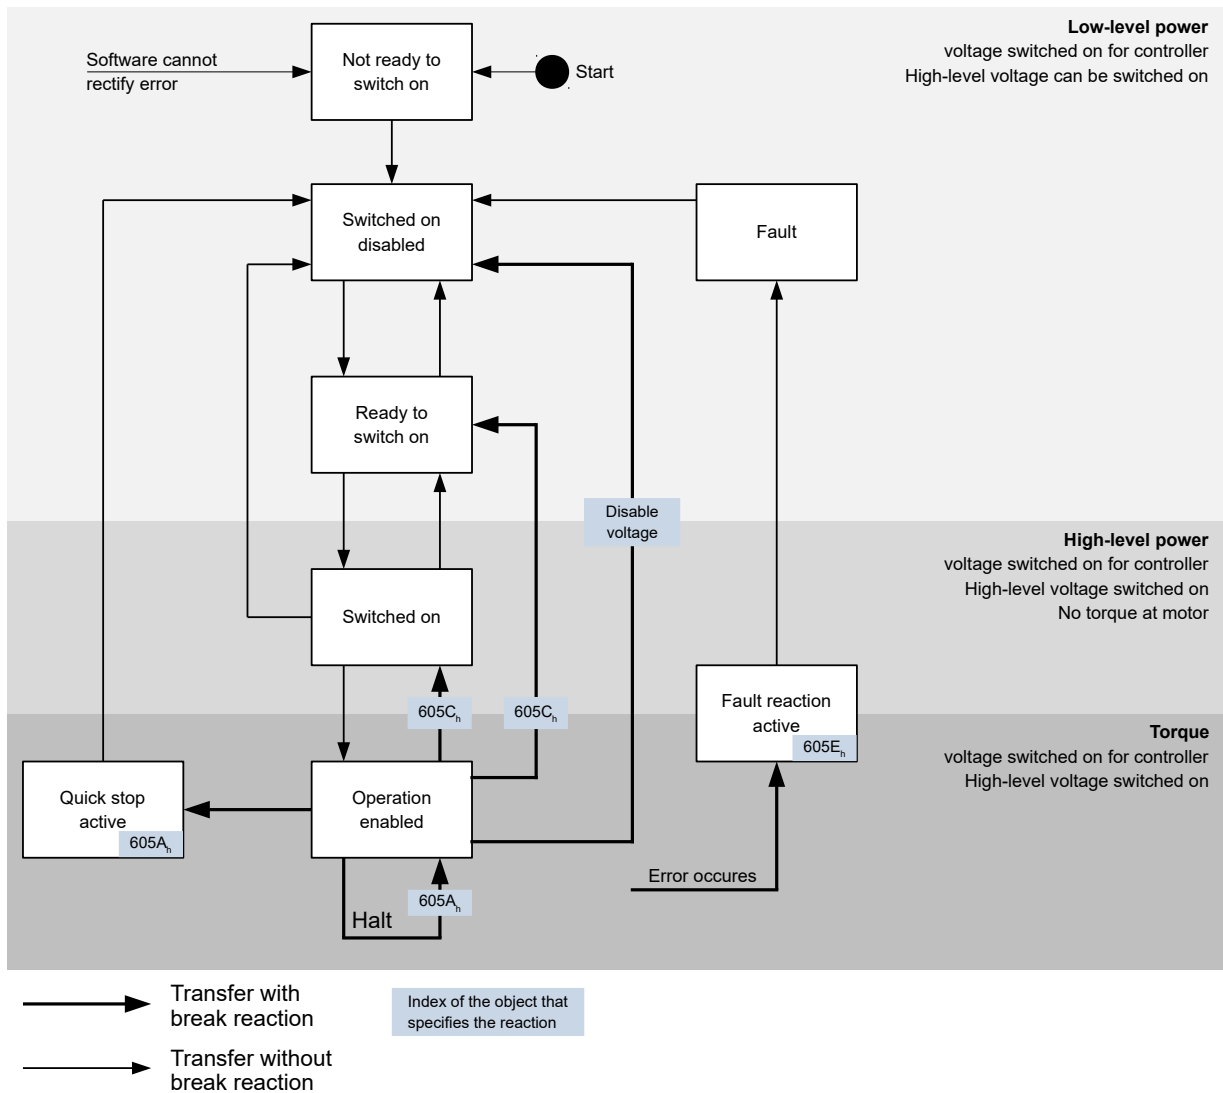 Low-level power
voltage switched on for controller
High-level voltage can be switched on
Software cannot
rectify error
Not ready to
switch on
Start
Switched on
disabled
Fault
Ready to
switch on
Disable
voltage
High-level power
voltage switched on for controller
High-level voltage switched on
No torque at motor
Switched on
605Ch
605Ch
Fault reaction
active
605Eh
Torque
voltage switched on for controller
High-level voltage switched on
Quick stop
active
605Ah
Operation
enabled
Error occures
605Ah
Halt
Transfer with
break reaction
Index of the object that
specifies the reaction
Transfer without
break reaction